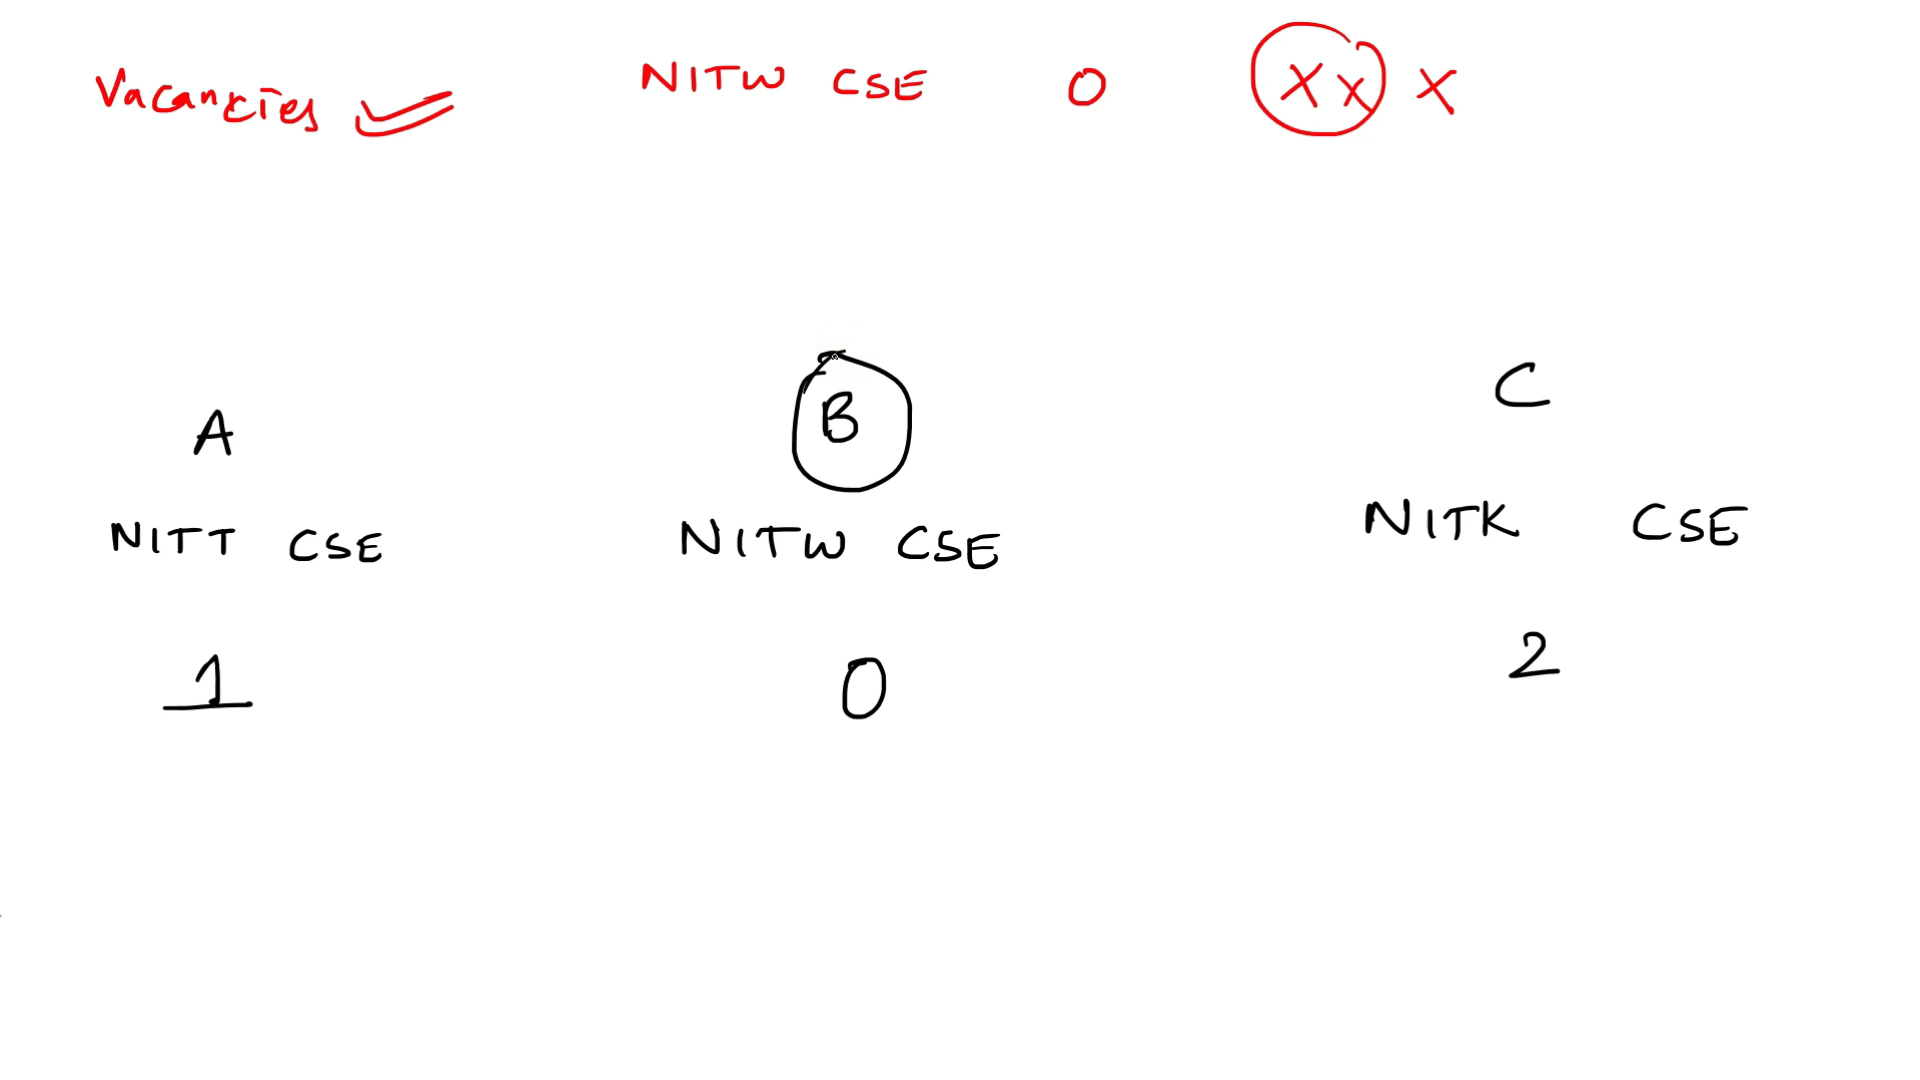 Vacancies NITW CSE 0 XX X
A B C
NITT CSE NITW CSE NITK CSE
1 0 2